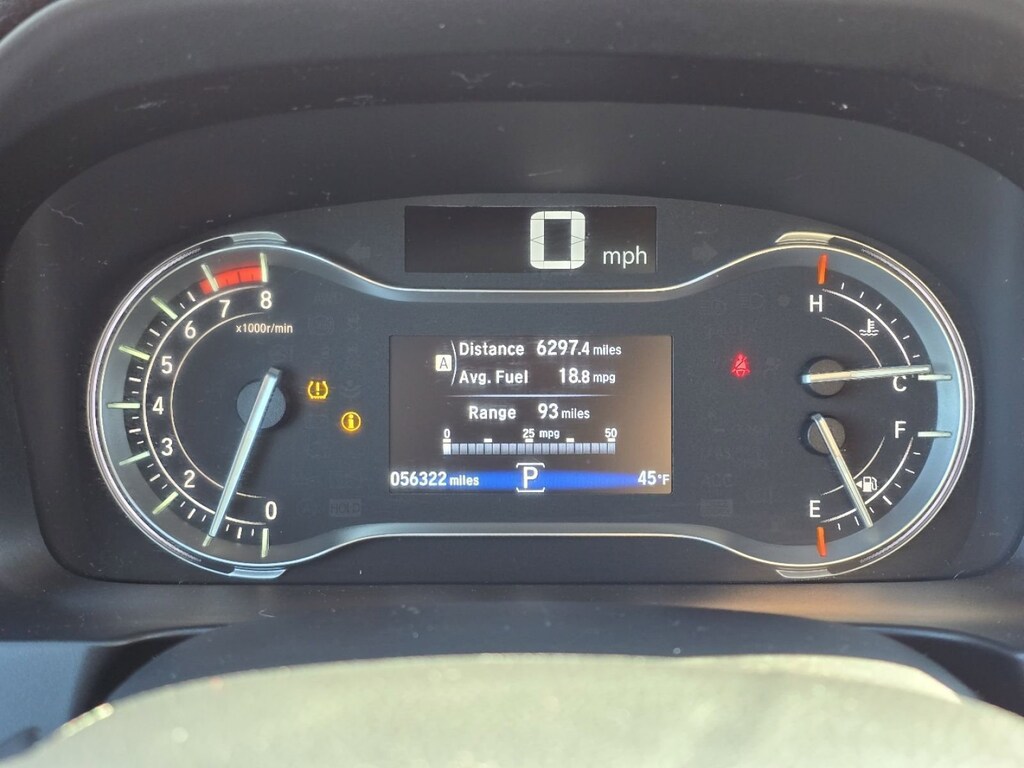 0 mph
8
7
6
5
4
3
2
0
x1000r/min
A Distance 6297.4 miles
Avg. Fuel 18.8 mpg
Range 93 miles
0 25 mpg 50
056322 miles P 45°F
H
C
F
E